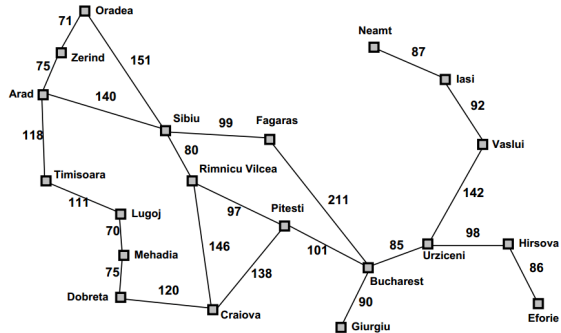 Oradea
71
Neamt
Zerind
87
151
75
Iasi
Arad
140
92
Sibiu
99
Fagaras
118
80
Vaslui
Timisoara
Rimnicu Vilcea
111
211
142
Lugoj
97
Pitesti
70
98
Hirsova
146
101
85
Mehadia
Urziceni
138
86
75
Bucharest
120
90
Dobreta
Eforie
Craiova
Giurgiu